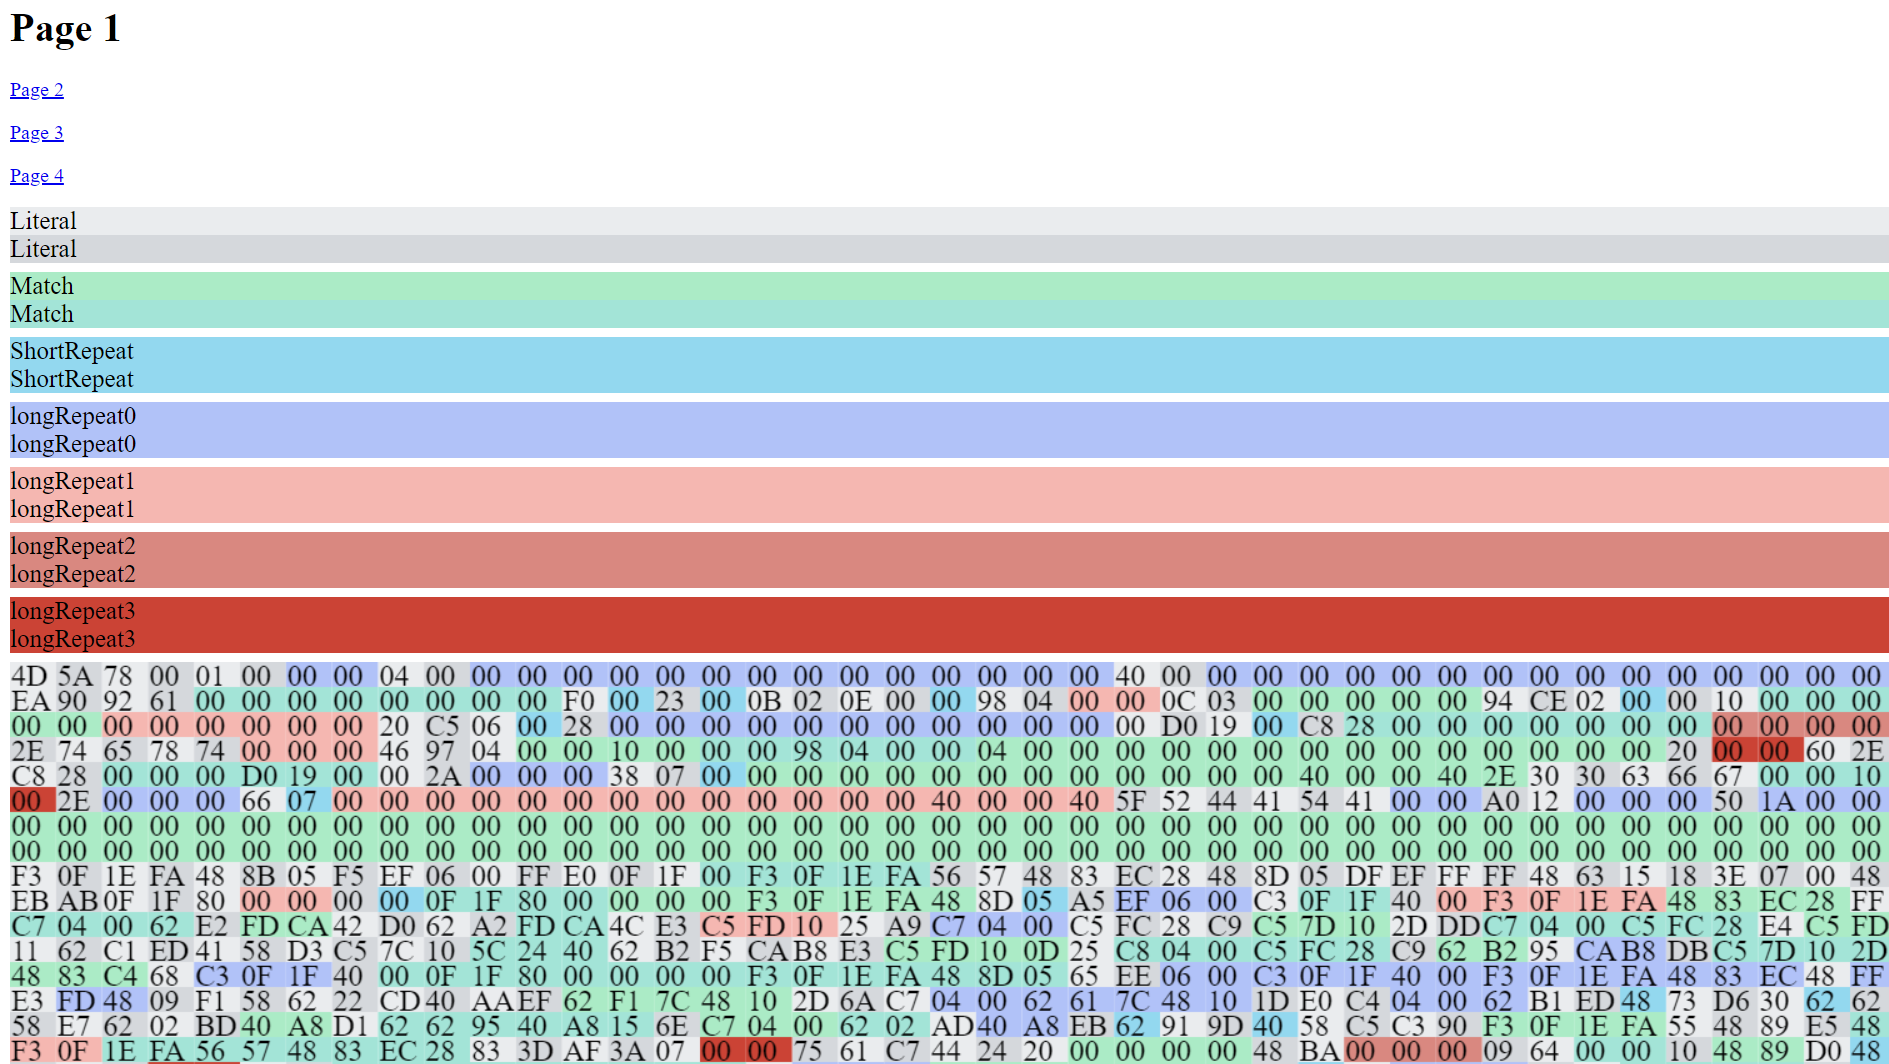 Page 1
Page 2
Page 3
Page 4
Literal
Literal
Match
Match
ShortRepeat
ShortRepeat
longRepeat0
longRepeat0
longRepeat1
longRepeat1
longRepeat2
longRepeat2
longRepeat3
longRepeat3
4D 5A 78 00 01 00 00 00 04 00 00 00 00 00 00 00 00 00 00 00 00 00 00 00 40 00 00 00 00 00 00 00 00 00 00 00 00 00 00 00 00
EA 90 92 61 00 00 00 00 00 00 00 00 F0 00 23 00 0B 02 0E 00 00 98 04 00 00 0C 03 00 00 00 00 00 94 CE 02 00 00 10 00 00 00
00 00 00 00 00 00 00 00 20 C5 06 00 28 00 00 00 00 00 00 00 00 00 00 00 00 D0 19 00 C8 28 00 00 00 00 00 00 00 00 00 00 00
2E 74 65 78 74 00 00 00 46 97 04 00 00 10 00 00 00 98 04 00 00 04 00 00 00 00 00 00 00 00 00 00 00 00 00 00 20 00 00 60 2E
C8 28 00 00 00 D0 19 00 00 2A 00 00 00 38 07 00 00 00 00 00 00 00 00 00 00 00 00 00 40 00 00 40 2E 30 30 63 66 67 00 00 10
00 2E 00 00 00 66 07 00 00 00 00 00 00 00 00 00 00 00 00 00 40 00 00 40 5F 52 44 41 54 41 00 00 A0 12 00 00 00 50 1A 00 00
00 00 00 00 00 00 00 00 00 00 00 00 00 00 00 00 00 00 00 00 00 00 00 00 00 00 00 00 00 00 00 00 00 00 00 00 00 00 00 00 00
00 00 00 00 00 00 00 00 00 00 00 00 00 00 00 00 00 00 00 00 00 00 00 00 00 00 00 00 00 00 00 00 00 00 00 00 00 00 00 00 00
F3 0F 1E FA 48 8B 05 F5 EF 06 00 FF E0 0F 1F 00 F3 0F 1E FA 56 57 48 83 EC 28 48 8D 05 DF EF FF FF 48 63 15 18 3E 07 00 48
EB AB 0F 1F 80 00 00 00 00 0F 1F 80 00 00 00 00 F3 0F 1E FA 48 8D 05 A5 EF 06 00 C3 0F 1F 40 00 F3 0F 1E FA 48 83 EC 28 FF
C7 04 00 62 E2 FD CA 42 D0 62 A2 FD CA 4C E3 C5 FD 10 25 A9 C7 04 00 C5 FC 28 C9 C5 7D 10 2D DD C7 04 00 C5 FC 28 E4 C5 FD
11 62 C1 ED 41 58 D3 C5 7C 10 5C 24 40 62 B2 F5 CA B8 E3 C5 FD 10 0D 25 C8 04 00 C5 FC 28 C9 62 B2 95 CA B8 DB C5 7D 10 2D
48 83 C4 68 C3 0F 1F 40 00 0F 1F 80 00 00 00 00 F3 0F 1E FA 48 8D 05 65 EE 06 00 C3 0F 1F 40 00 F3 0F 1E FA 48 83 EC 48 FF
E3 FD 48 09 F1 58 62 22 CD 40 AA EF 62 F1 7C 48 10 2D 6A C7 04 00 62 61 7C 48 10 1D E0 C4 04 00 62 B1 ED 48 73 D6 30 62 62
58 E7 62 02 BD 40 A8 D1 62 62 95 40 A8 15 6E C7 04 00 62 02 AD 40 A8 EB 62 91 9D 40 58 C5 C3 90 F3 0F 1E FA 55 48 89 E5 48
F3 0F 1E FA 56 57 48 83 EC 28 83 3D AF 3A 07 00 00 75 61 C7 44 24 20 00 00 00 00 48 BA 00 00 00 09 64 00 00 10 48 89 D0 48